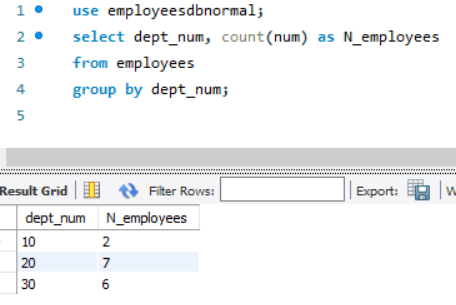 1 use employeesdbnormal;
2 select dept_num, count(num) as N_employees
3 from employees
4 group by dept_num;
5
Result Grid Filter Rows: Export:
dept_num N_employees
10 2
20 7
30 6